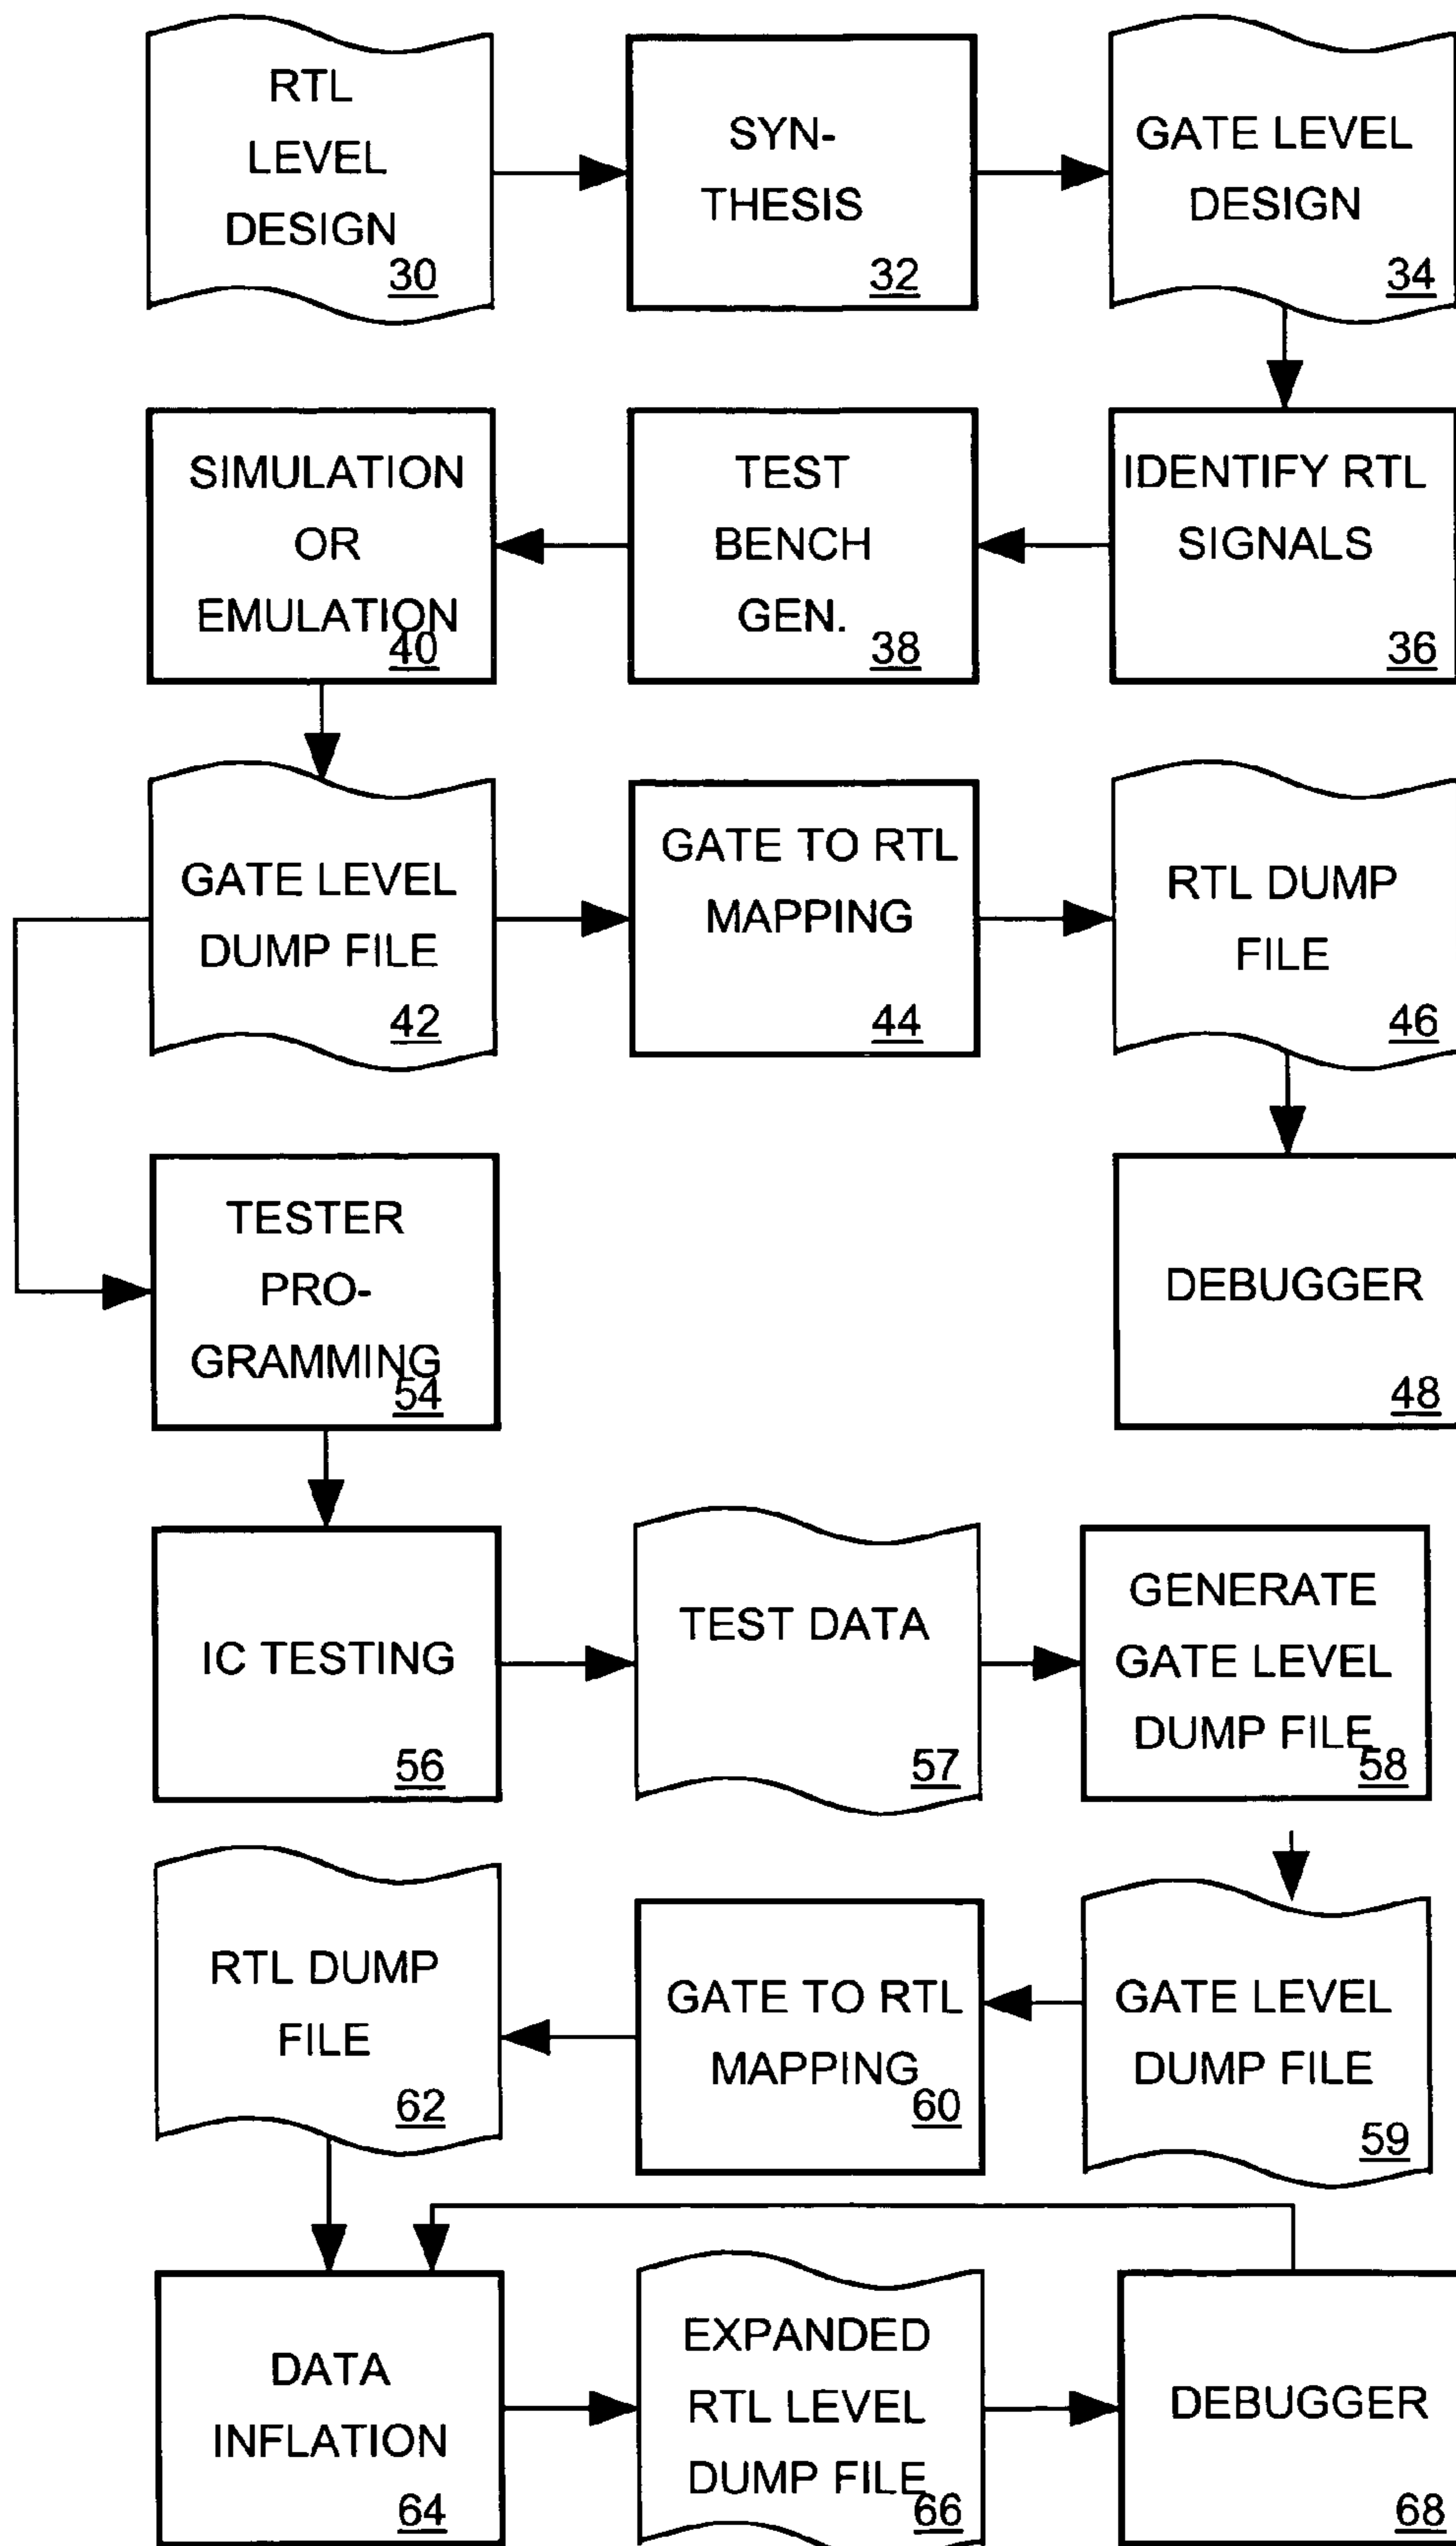 RTL
LEVEL
DESIGN
30
SYN-
THESIS
32
GATE LEVEL
DESIGN
34
SIMULATION
OR
EMULATION
40
TEST
BENCH
GEN.
38
IDENTIFY RTL
SIGNALS
36
GATE LEVEL
DUMP FILE
42
GATE TO RTL
MAPPING
44
RTL DUMP
FILE
46
TESTER
PRO-
GRAMMING
54
DEBUGGER
48
IC TESTING
56
TEST DATA
57
GENERATE
GATE LEVEL
DUMP FILE
58
RTL DUMP
FILE
62
GATE TO RTL
MAPPING
60
GATE LEVEL
DUMP FILE
59
DATA
INFLATION
64
EXPANDED
RTL LEVEL
DUMP FILE
66
DEBUGGER
68